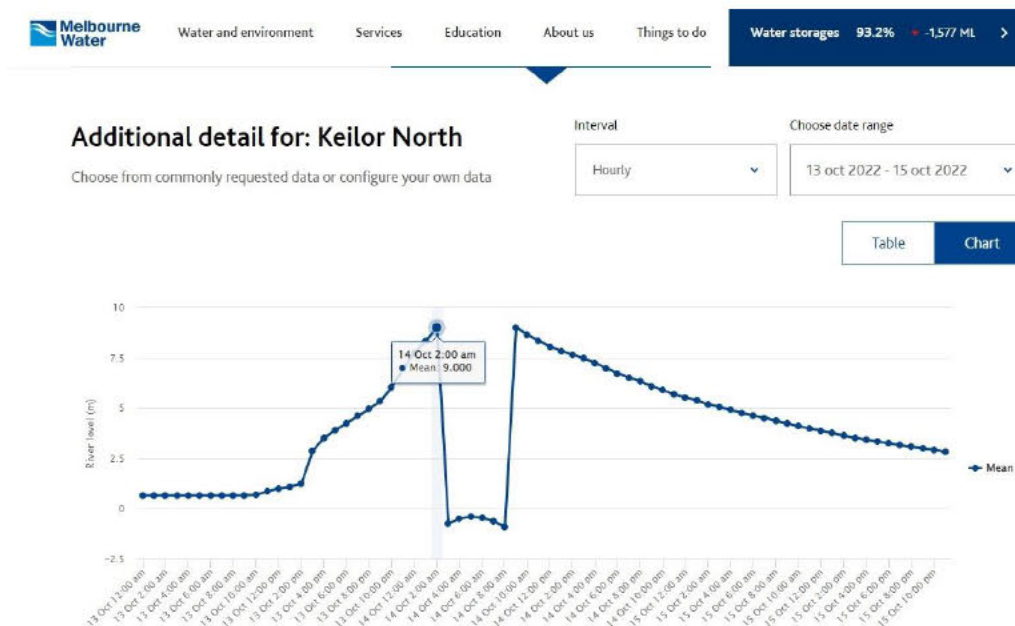 Melbourne
Water
Water and environment
Services
Education
About us
Things to do
Water storages 93.2% -1,577 ML
Additional detail for: Keilor North
Choose from commonly requested data or configure your own data
Interval
Hourly
Choose date range
13 oct 2022 - 15 oct 2022
Table
Chart
River level (m)
10
7.5
5
2.5
0
-2.5
14 Oct 2:00 am
Mean: 9.000
Mean
13 Oct 12:00 am
13 Oct 2:00 am
13 Oct 4:00 am
13 Oct 6:00 am
13 Oct 8:00 am
13 Oct 10:00 am
13 Oct 12:00 pm
13 Oct 2:00 pm
13 Oct 4:00 pm
13 Oct 6:00 pm
13 Oct 8:00 pm
13 Oct 10:00 pm
14 Oct 12:00 am
14 Oct 2:00 am
14 Oct 4:00 am
14 Oct 6:00 am
14 Oct 8:00 am
14 Oct 10:00 am
14 Oct 12:00 pm
14 Oct 2:00 pm
14 Oct 4:00 pm
14 Oct 6:00 pm
14 Oct 8:00 pm
14 Oct 10:00 pm
15 Oct 12:00 am
15 Oct 2:00 am
15 Oct 4:00 am
15 Oct 6:00 am
15 Oct 8:00 am
15 Oct 10:00 am
15 Oct 12:00 pm
15 Oct 2:00 pm
15 Oct 4:00 pm
15 Oct 6:00 pm
15 Oct 8:00 pm
15 Oct 10:00 pm